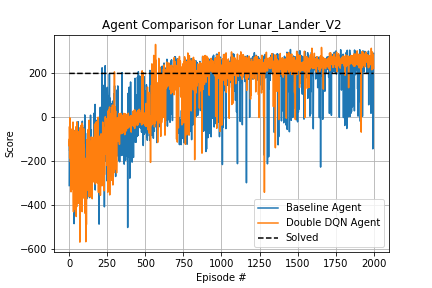 Agent Comparison for Lunar_Lander_V2
Score
200
0
−200
−400
−600
Baseline Agent
Double DQN Agent
Solved
0 250 500 750 1000 1250 1500 1750 2000
Episode #